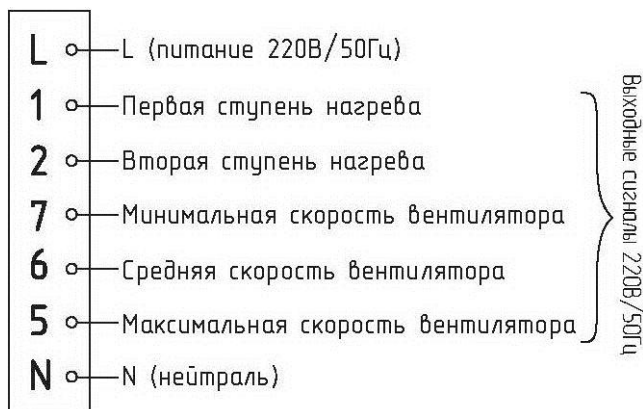 L L (питание 220В/50Гц)
1 Первая ступень нагрева
2 Вторая ступень нагрева
7 Минимальная скорость вентилятора
6 Средняя скорость вентилятора
5 Максимальная скорость вентилятора
N N (нейтраль)
Выходные сигналы 220В/50Гц